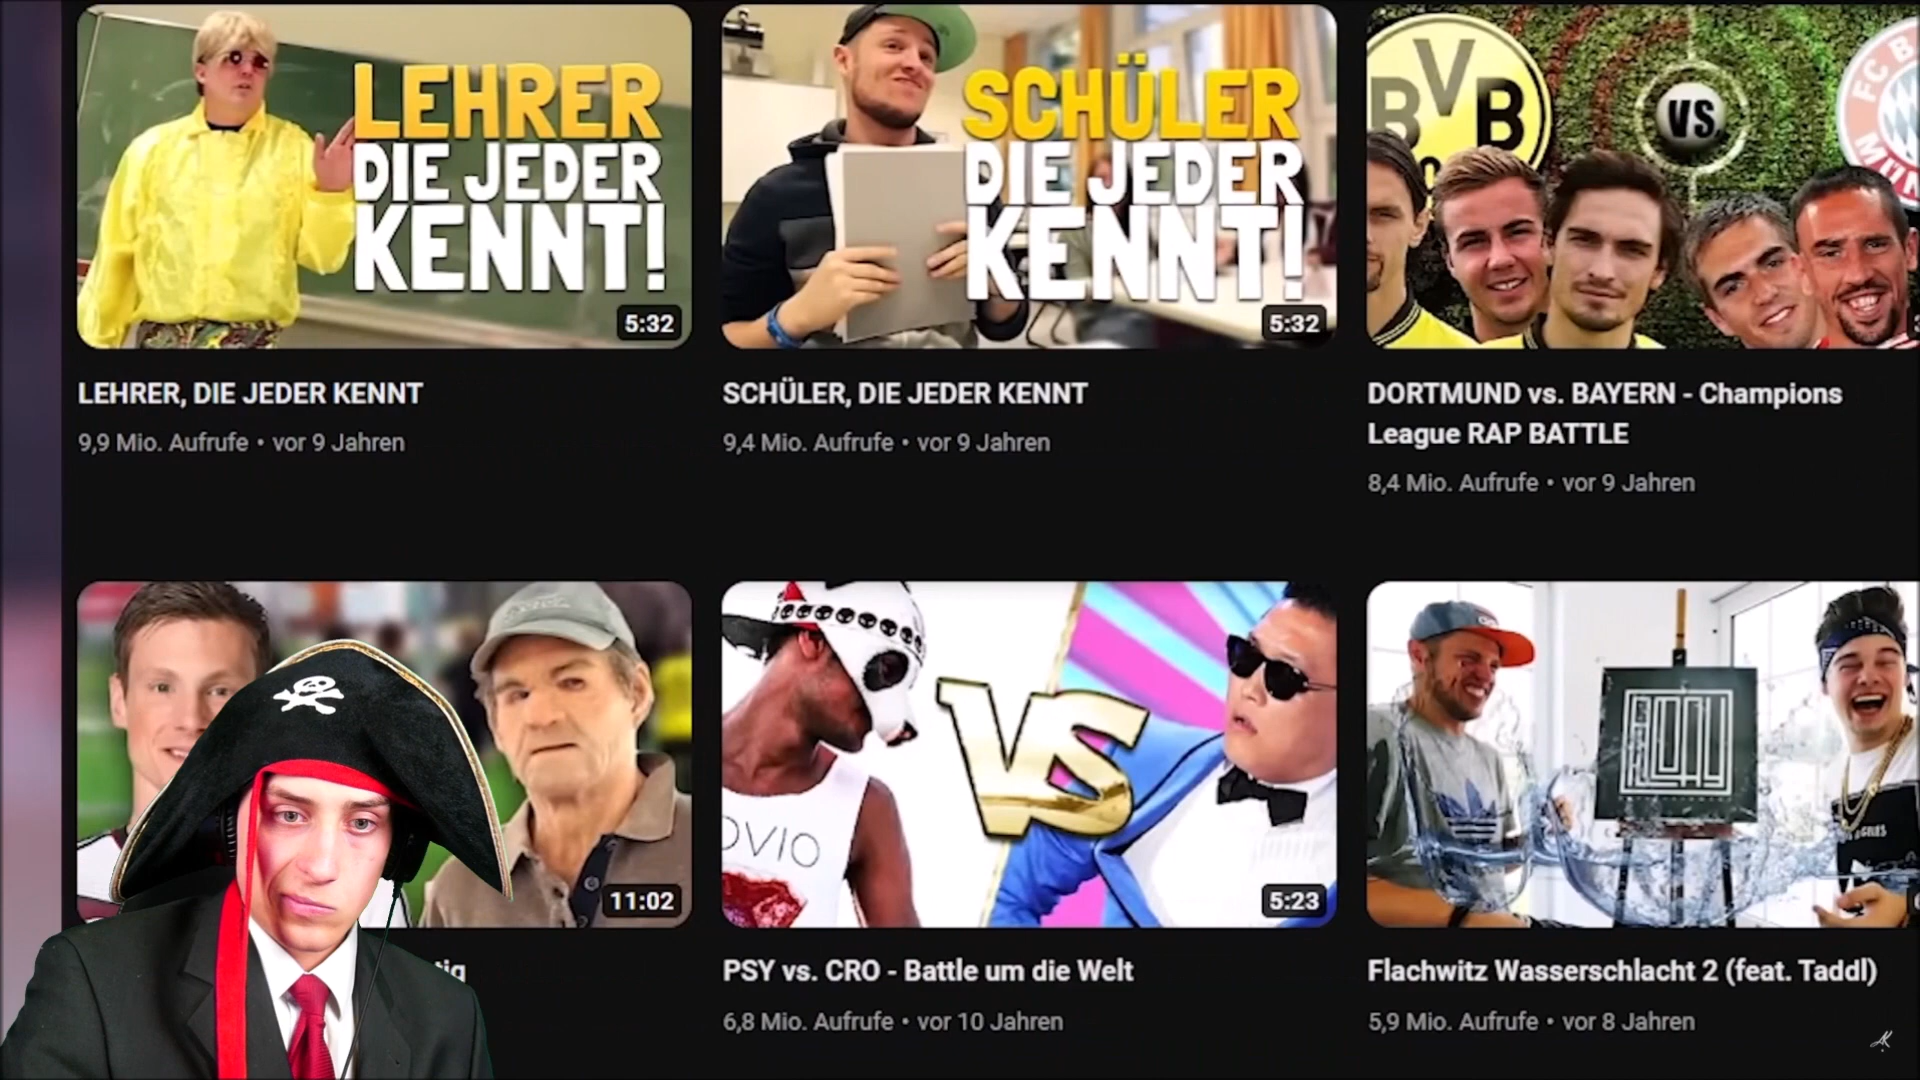 LEHRER
DIE JEDER
KENNT!
5:32
LEHRER, DIE JEDER KENNT
9,9 Mio. Aufrufe • vor 9 Jahren
SCHÜLER
DIE JEDER
KENNT!
5:32
SCHÜLER, DIE JEDER KENNT
9,4 Mio. Aufrufe • vor 9 Jahren
BVB
VS
FC B
MÜN
DORTMUND vs. BAYERN - Champions
League RAP BATTLE
8,4 Mio. Aufrufe • vor 9 Jahren
11:02
tig
OVIO
VS
5:23
PSY vs. CRO - Battle um die Welt
6,8 Mio. Aufrufe • vor 10 Jahren
Flachwitz Wasserschlacht 2 (feat. Taddl)
5,9 Mio. Aufrufe • vor 8 Jahren